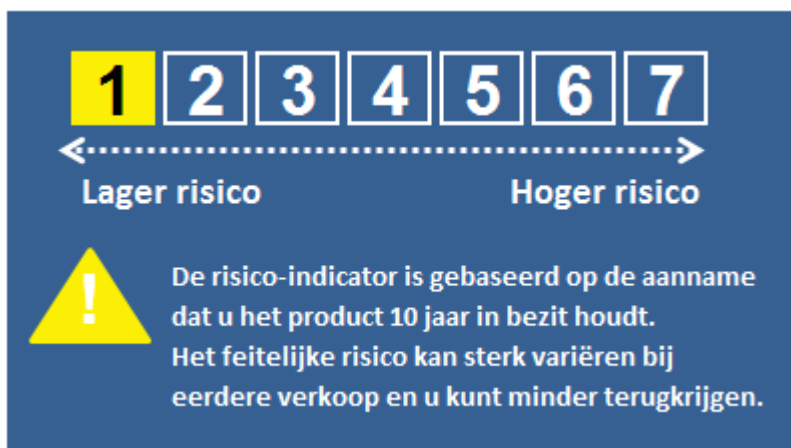 1 2 3 4 5 6 7
Lager risico Hoger risico
! De risico-indicator is gebaseerd op de aanname
dat u het product 10 jaar in bezit houdt.
Het feitelijke risico kan sterk variëren bij
eerdere verkoop en u kunt minder terugkrijgen.